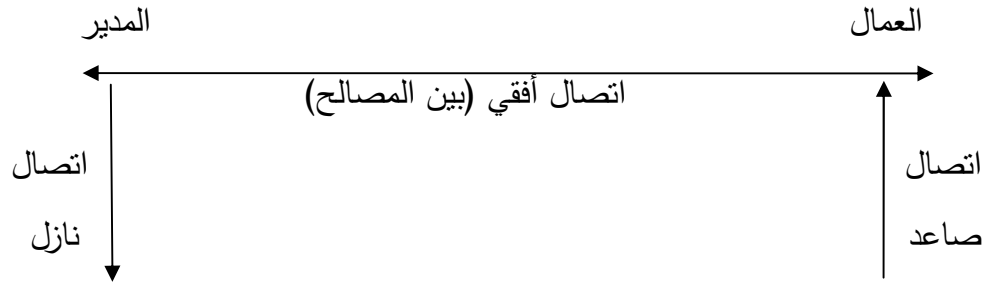 العمال
المدير
اتصال أفقي (بين المصالح)
اتصال
صاعد
اتصال
نازل